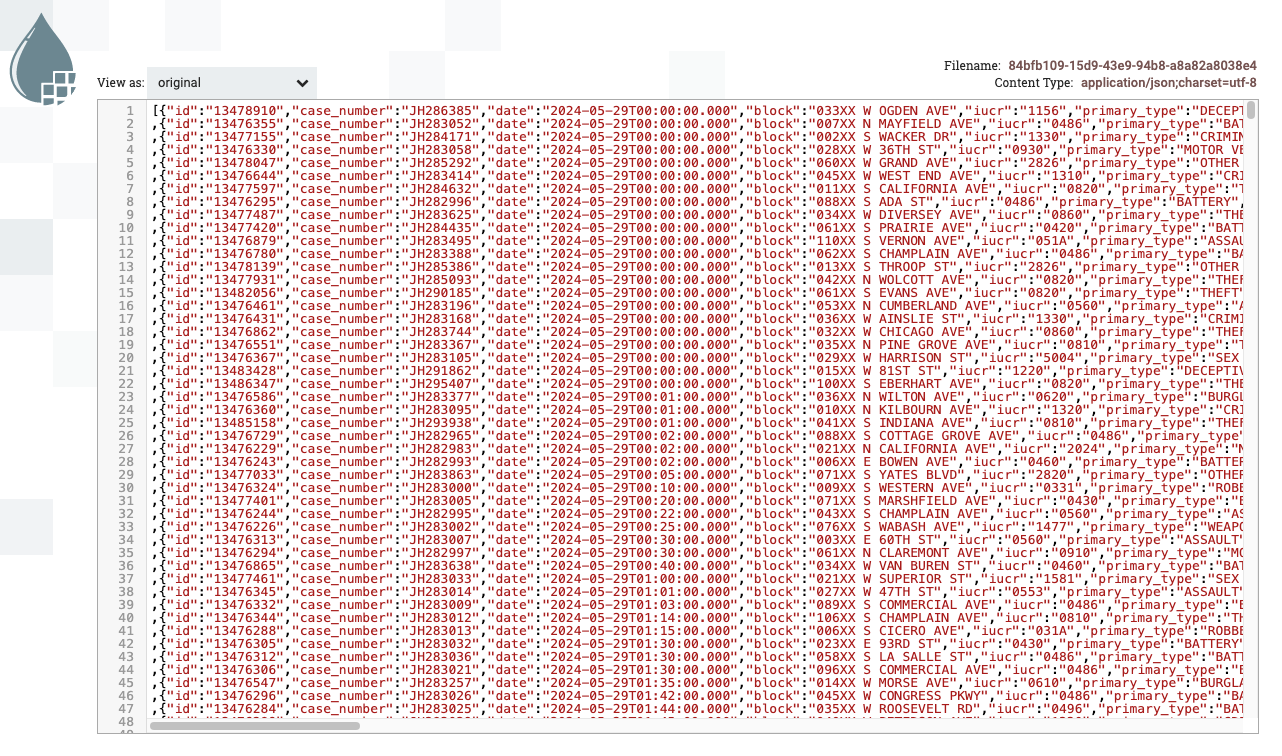 Filename: 84bfb109-15d9-43e9-94b8-a8a82a8038e4
View as: original
Content Type: application/json;charset=utf-8
1 [{"id":"13478910","case_number":"JH286385","date":"2024-05-29T00:00:00.000","block":"033XX W OGDEN AVE","iucr":"1156","primary_type":"DECEPT
2 ,{"id":"13476355","case_number":"JH283052","date":"2024-05-29T00:00:00.000","block":"007XX N MAYFIELD AVE","iucr":"0486","primary_type":"BAT
3 ,{"id":"13477155","case_number":"JH284171","date":"2024-05-29T00:00:00.000","block":"002XX S WACKER DR","iucr":"1330","primary_type":"CRIMIN
4 ,{"id":"13476330","case_number":"JH283058","date":"2024-05-29T00:00:00.000","block":"028XX W 36TH ST","iucr":"0930","primary_type":"MOTOR VE
5 ,{"id":"13478047","case_number":"JH285292","date":"2024-05-29T00:00:00.000","block":"060XX W GRAND AVE","iucr":"2826","primary_type":"OTHER
6 ,{"id":"13476644","case_number":"JH283414","date":"2024-05-29T00:00:00.000","block":"045XX W WEST END AVE","iucr":"1310","primary_type":"CRI
7 ,{"id":"13477597","case_number":"JH284632","date":"2024-05-29T00:00:00.000","block":"011XX S CALIFORNIA AVE","iucr":"0820","primary_type":"T
8 ,{"id":"13476295","case_number":"JH282996","date":"2024-05-29T00:00:00.000","block":"088XX S ADA ST","iucr":"0486","primary_type":"BATTERY",
9 ,{"id":"13477487","case_number":"JH283625","date":"2024-05-29T00:00:00.000","block":"034XX W DIVERSEY AVE","iucr":"0860","primary_type":"THE
10 ,{"id":"13477420","case_number":"JH284435","date":"2024-05-29T00:00:00.000","block":"061XX S PRAIRIE AVE","iucr":"0420","primary_type":"BATT
11 ,{"id":"13476879","case_number":"JH283495","date":"2024-05-29T00:00:00.000","block":"110XX S VERNON AVE","iucr":"051A","primary_type":"ASSAU
12 ,{"id":"13476780","case_number":"JH283388","date":"2024-05-29T00:00:00.000","block":"062XX S CHAMPLAIN AVE","iucr":"0486","primary_type":"BA
13 ,{"id":"13478139","case_number":"JH285386","date":"2024-05-29T00:00:00.000","block":"013XX S THROOP ST","iucr":"2826","primary_type":"OTHER
14 ,{"id":"13477931","case_number":"JH285093","date":"2024-05-29T00:00:00.000","block":"042XX N WOLCOTT AVE","iucr":"0820","primary_type":"THEF
15 ,{"id":"13482056","case_number":"JH290185","date":"2024-05-29T00:00:00.000","block":"061XX S EVANS AVE","iucr":"0820","primary_type":"THEFT"
16 ,{"id":"13476461","case_number":"JH283196","date":"2024-05-29T00:00:00.000","block":"053XX N CUMBERLAND AVE","iucr":"0560","primary_type":"A
17 ,{"id":"13476431","case_number":"JH283168","date":"2024-05-29T00:00:00.000","block":"036XX W AINSLIE ST","iucr":"1330","primary_type":"CRIMI
18 ,{"id":"13476862","case_number":"JH283744","date":"2024-05-29T00:00:00.000","block":"032XX W CHICAGO AVE","iucr":"0860","primary_type":"THEF
19 ,{"id":"13476551","case_number":"JH283367","date":"2024-05-29T00:00:00.000","block":"035XX N PINE GROVE AVE","iucr":"0810","primary_type":"T
20 ,{"id":"13476367","case_number":"JH283105","date":"2024-05-29T00:00:00.000","block":"029XX W HARRISON ST","iucr":"5004","primary_type":"SEX
21 ,{"id":"13483428","case_number":"JH291862","date":"2024-05-29T00:00:00.000","block":"015XX W 81ST ST","iucr":"1220","primary_type":"DECEPTIV
22 ,{"id":"13486347","case_number":"JH295407","date":"2024-05-29T00:00:00.000","block":"100XX S EBERHART AVE","iucr":"0820","primary_type":"THE
23 ,{"id":"13476586","case_number":"JH283377","date":"2024-05-29T00:01:00.000","block":"036XX N WILTON AVE","iucr":"0620","primary_type":"BURGL
24 ,{"id":"13476360","case_number":"JH283095","date":"2024-05-29T00:01:00.000","block":"010XX N KILBOURN AVE","iucr":"1320","primary_type":"CRI
25 ,{"id":"13485158","case_number":"JH293938","date":"2024-05-29T00:01:00.000","block":"041XX S INDIANA AVE","iucr":"0810","primary_type":"THEF
26 ,{"id":"13476729","case_number":"JH282965","date":"2024-05-29T00:02:00.000","block":"088XX S COTTAGE GROVE AVE","iucr":"0486","primary_type"
27 ,{"id":"13476229","case_number":"JH282983","date":"2024-05-29T00:02:00.000","block":"021XX N CALIFORNIA AVE","iucr":"2024","primary_type":"N
28 ,{"id":"13476243","case_number":"JH282993","date":"2024-05-29T00:02:00.000","block":"006XX E BOWEN AVE","iucr":"0460","primary_type":"BATTER
29 ,{"id":"13477033","case_number":"JH283863","date":"2024-05-29T00:05:00.000","block":"071XX S YATES BLVD","iucr":"2820","primary_type":"OTHER
30 ,{"id":"13476324","case_number":"JH283000","date":"2024-05-29T00:10:00.000","block":"009XX S WESTERN AVE","iucr":"0331","primary_type":"ROBE
31 ,{"id":"13477401","case_number":"JH283005","date":"2024-05-29T00:20:00.000","block":"071XX S MARSHFIELD AVE","iucr":"0430","primary_type":"B
32 ,{"id":"13476244","case_number":"JH282995","date":"2024-05-29T00:22:00.000","block":"043XX S CHAMPLAIN AVE","iucr":"0560","primary_type":"AS
33 ,{"id":"13476226","case_number":"JH283002","date":"2024-05-29T00:25:00.000","block":"076XX S WABASH AVE","iucr":"1477","primary_type":"WEAPO
34 ,{"id":"13476313","case_number":"JH283007","date":"2024-05-29T00:30:00.000","block":"003XX E 60TH ST","iucr":"0560","primary_type":"ASSAULT"
35 ,{"id":"13476294","case_number":"JH282997","date":"2024-05-29T00:30:00.000","block":"061XX N CLAREMONT AVE","iucr":"0910","primary_type":"MO
36 ,{"id":"13476865","case_number":"JH283638","date":"2024-05-29T00:40:00.000","block":"034XX W VAN BUREN ST","iucr":"0460","primary_type":"BAT
37 ,{"id":"13477461","case_number":"JH283033","date":"2024-05-29T01:00:00.000","block":"021XX W SUPERIOR ST","iucr":"1581","primary_type":"SEX
38 ,{"id":"13476345","case_number":"JH283014","date":"2024-05-29T01:01:00.000","block":"027XX W 47TH ST","iucr":"0553","primary_type":"ASSAULT"
39 ,{"id":"13476332","case_number":"JH283009","date":"2024-05-29T01:03:00.000","block":"089XX S COMMERCIAL AVE","iucr":"0486","primary_type":"B
40 ,{"id":"13476344","case_number":"JH283012","date":"2024-05-29T01:14:00.000","block":"106XX S CHAMPLAIN AVE","iucr":"0810","primary_type":"TH
41 ,{"id":"13476288","case_number":"JH283013","date":"2024-05-29T01:15:00.000","block":"006XX S CICERO AVE","iucr":"031A","primary_type":"ROBBE
42 ,{"id":"13476305","case_number":"JH283032","date":"2024-05-29T01:30:00.000","block":"023XX E 93RD ST","iucr":"0430","primary_type":"BATTERY"
43 ,{"id":"13476312","case_number":"JH283036","date":"2024-05-29T01:30:00.000","block":"058XX S LA SALLE ST","iucr":"0486","primary_type":"BATT
44 ,{"id":"13476306","case_number":"JH283021","date":"2024-05-29T01:30:00.000","block":"096XX S COMMERCIAL AVE","iucr":"0486","primary_type":"B
45 ,{"id":"13476547","case_number":"JH283257","date":"2024-05-29T01:35:00.000","block":"014XX W MORSE AVE","iucr":"0610","primary_type":"BURGLA
46 ,{"id":"13476296","case_number":"JH283026","date":"2024-05-29T01:42:00.000","block":"045XX W CONGRESS PKWY","iucr":"0486","primary_type":"BA
47 ,{"id":"13476284","case_number":"JH283025","date":"2024-05-29T01:44:00.000","block":"035XX W ROOSEVELT RD","iucr":"0496","primary_type":"BAT
48